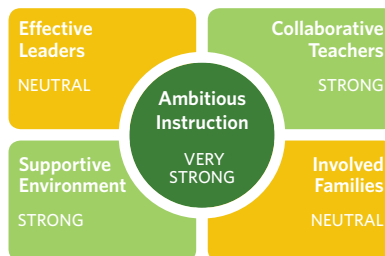 Effective
Leaders
NEUTRAL
Collaborative
Teachers
STRONG
Ambitious
Instruction
VERY
STRONG
Supportive
Environment
STRONG
Involved
Families
NEUTRAL